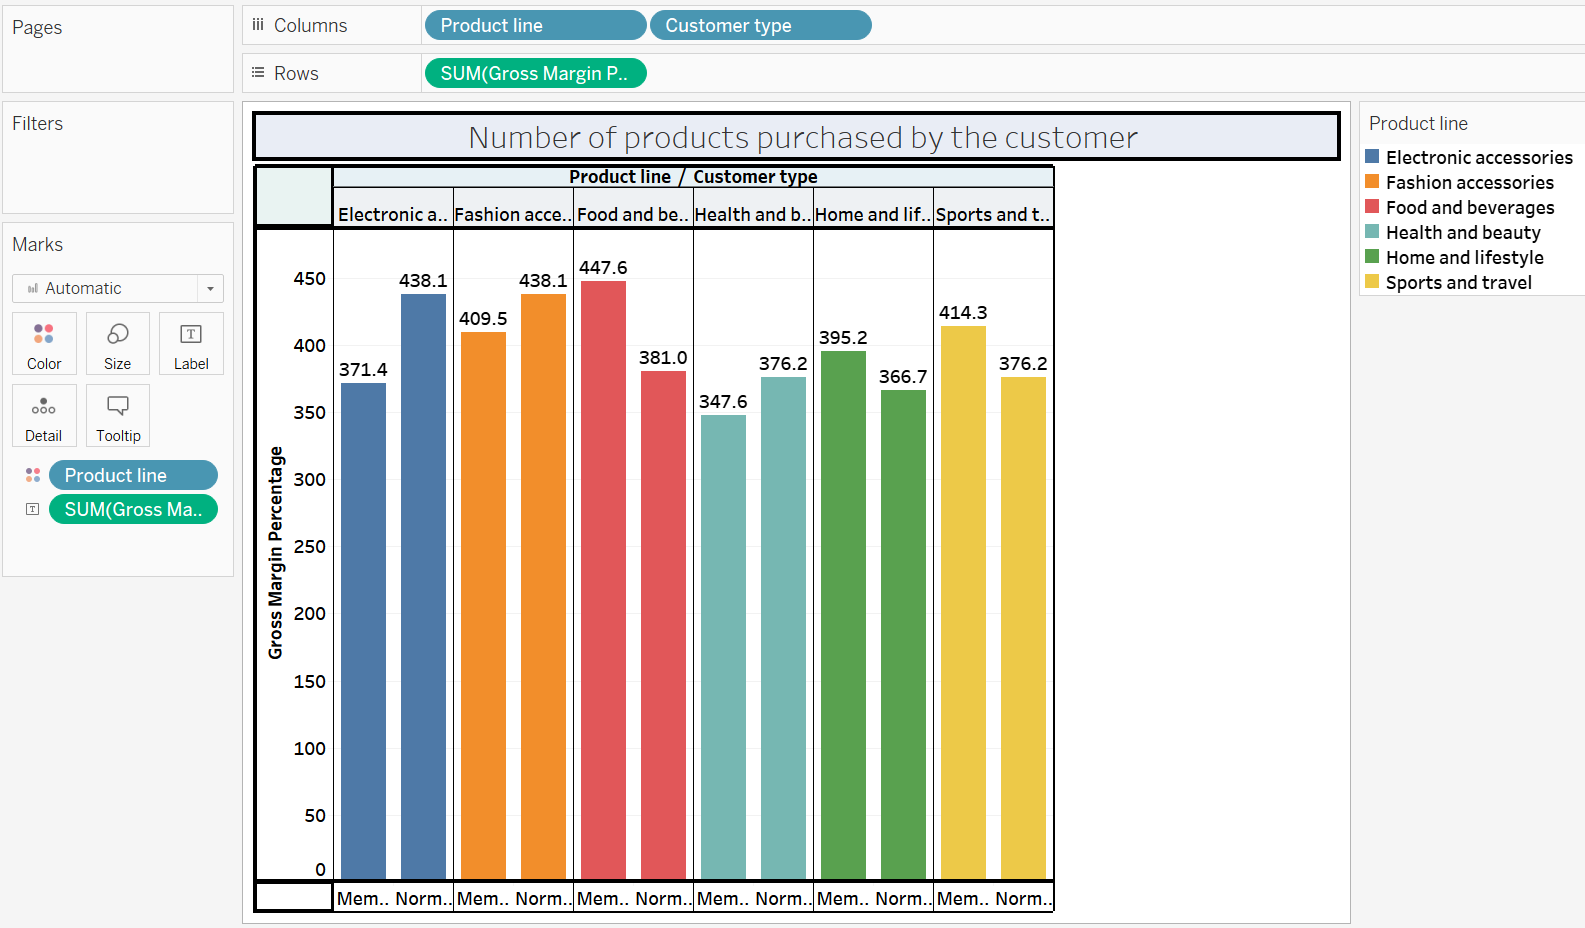 Pages
Columns
Product line
Customer type
Rows
SUM(Gross Margin P..
Filters
Marks
Automatic
Color
Size
Label
Detail
Tooltip
Product line
SUM(Gross Ma..
Number of products purchased by the customer
Product line / Customer type
Electronic a..
Fashion acce..
Food and be..
Health and b..
Home and lif..
Sports and t..
Gross Margin Percentage
450
400
350
300
250
200
150
100
50
0
371.4
438.1
409.5
438.1
447.6
381.0
347.6
376.2
395.2
366.7
414.3
376.2
Mem..
Norm..
Mem..
Norm..
Mem..
Norm..
Mem..
Norm..
Mem..
Norm..
Mem..
Norm..
Product line
Electronic accessories
Fashion accessories
Food and beverages
Health and beauty
Home and lifestyle
Sports and travel